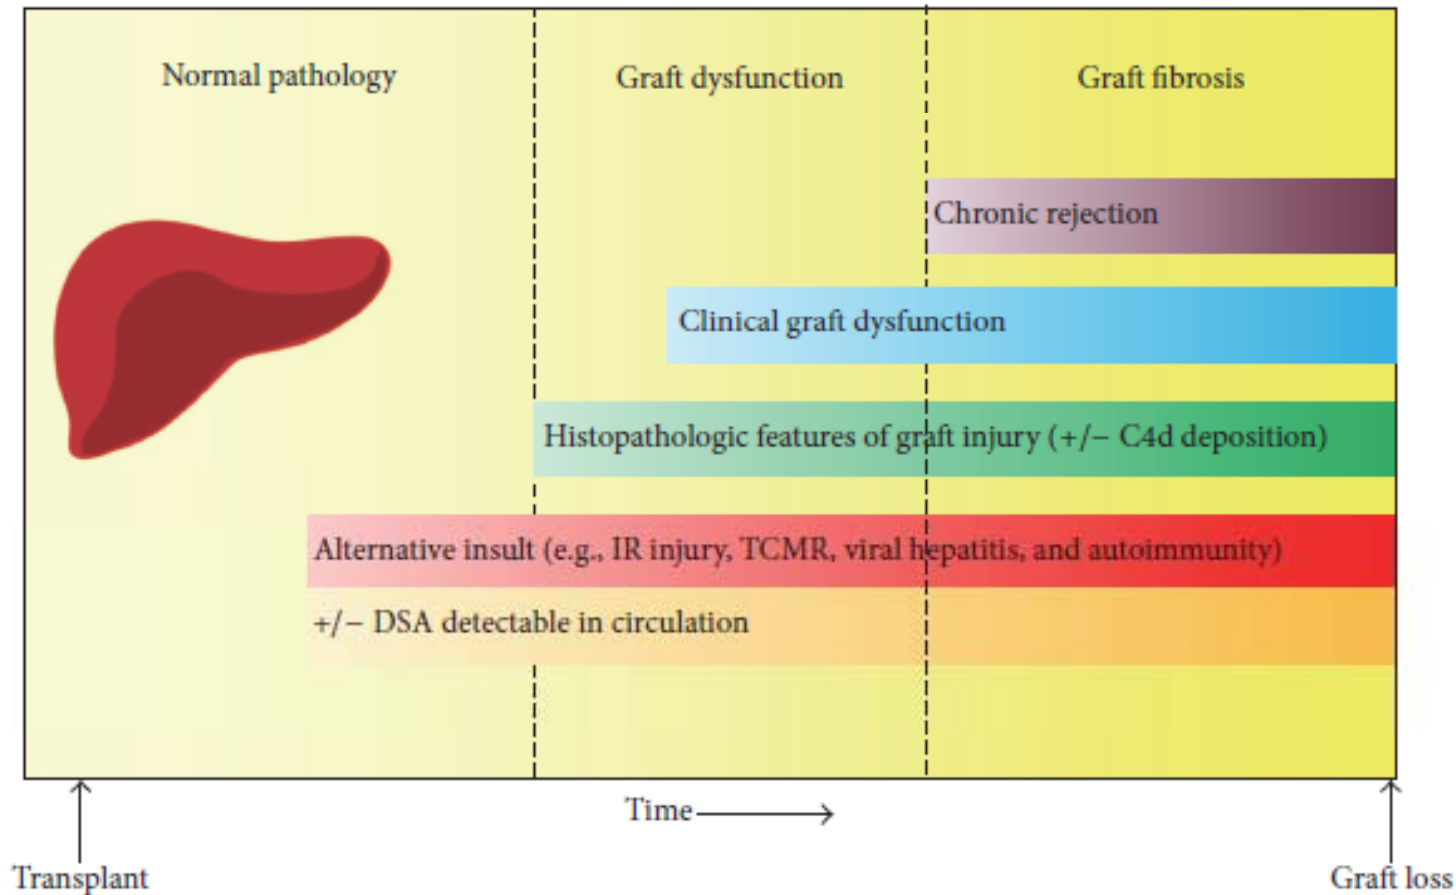 Normal pathology
Graft dysfunction
Graft fibrosis
Chronic rejection
Clinical graft dysfunction
Histopathologic features of graft injury (+/− C4d deposition)
Alternative insult (e.g., IR injury, TCMR, viral hepatitis, and autoimmunity)
+/− DSA detectable in circulation
Time
Transplant
Graft loss